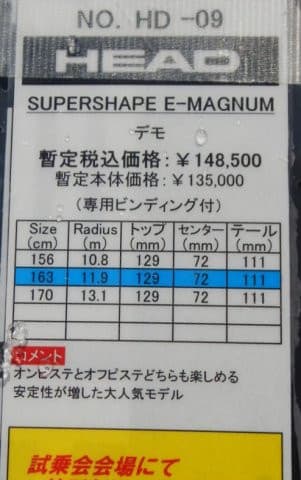 NO. HD -09
HEAD
SUPERSHAPE E-MAGNUM
デモ
暫定税込価格：￥148,500
暫定本体価格：￥135,000
（専用ビンディング付）
Size (cm) Radius (m) トップ (mm) センター (mm) テール (mm)
156 10.8 129 72 111
163 11.9 129 72 111
170 13.1 129 72 111
コメント
オンピステとオフピステどちらも楽しめる
安定性が増した大人気モデル
試乗会会場にて